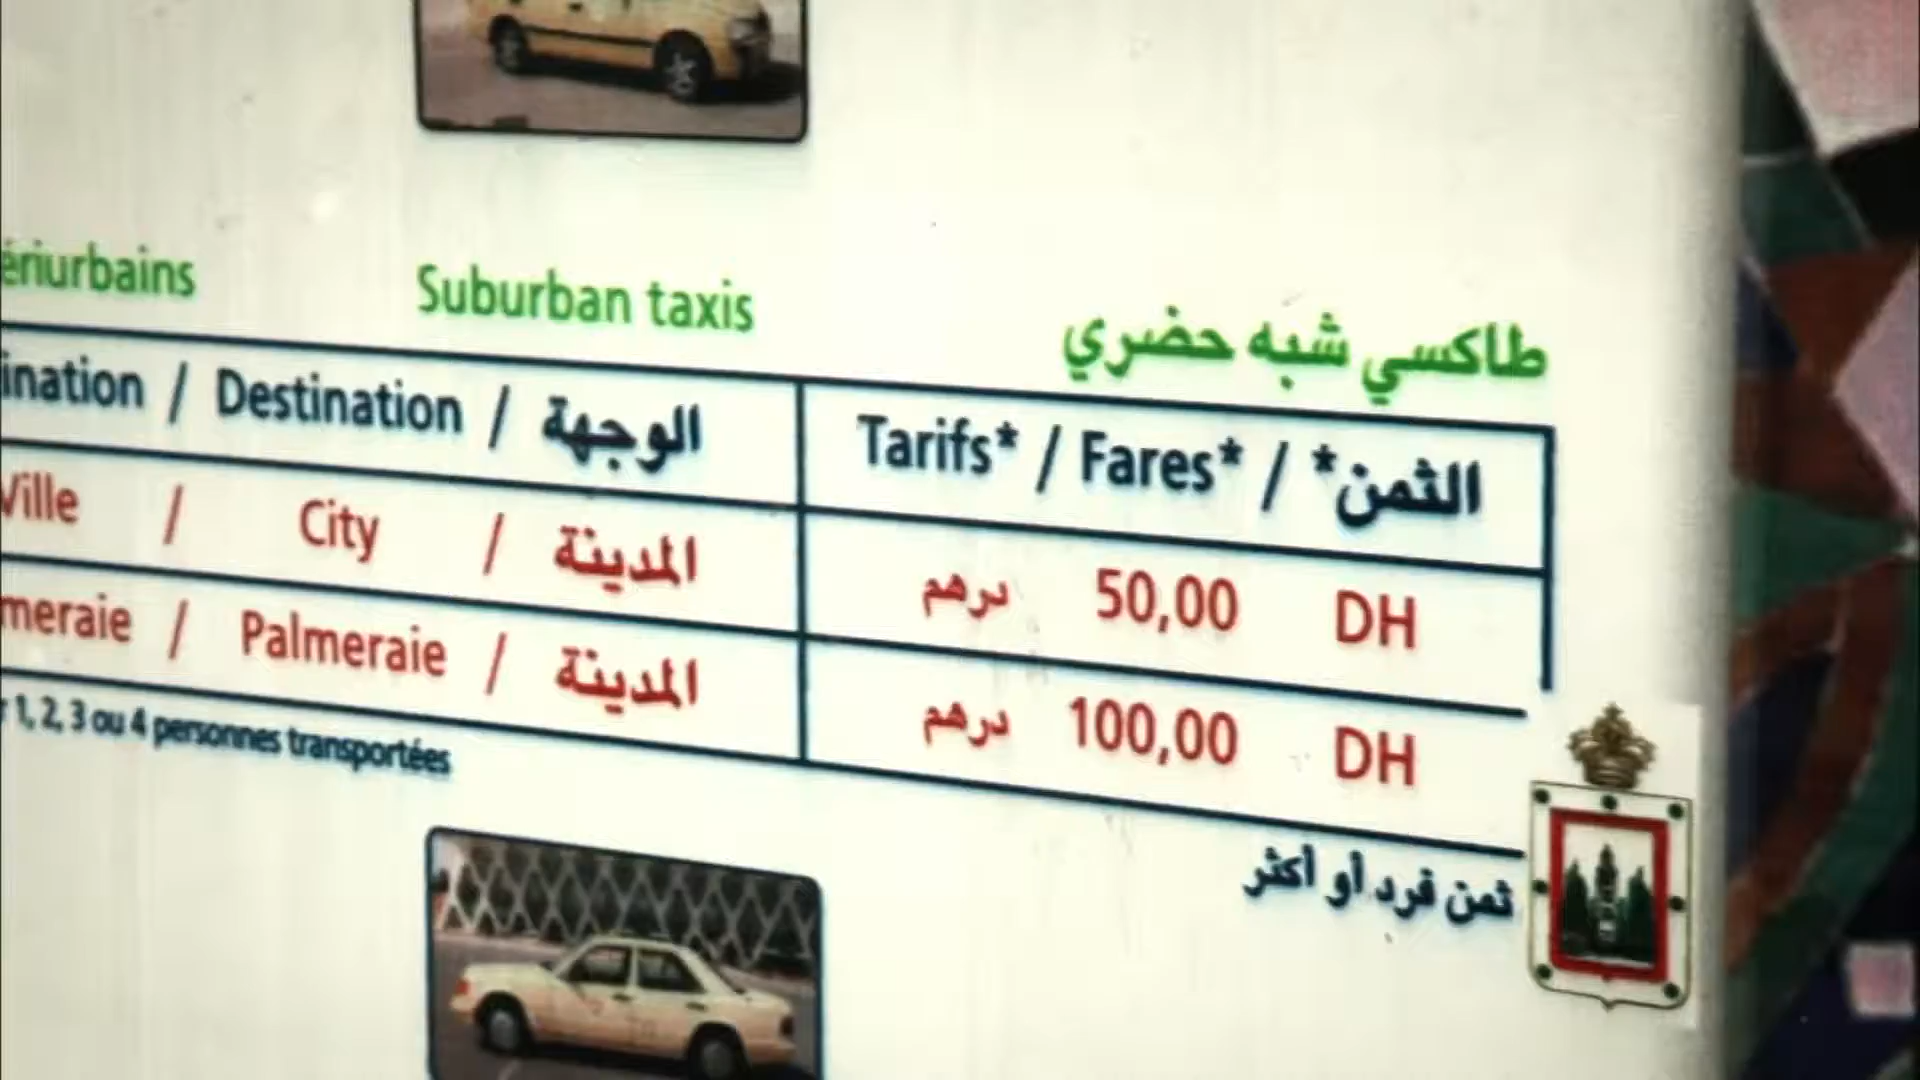 ériurbains Suburban taxis طاكسي شبه حضري
ination / Destination / الوجهة Tarifs* / Fares* / الثمن*
Ville / City / المدينة درهم 50,00 DH
meraie / Palmeraie / المدينة درهم 100,00 DH
r 1, 2, 3 ou 4 personnes transportées
ثمن فرد أو أكثر